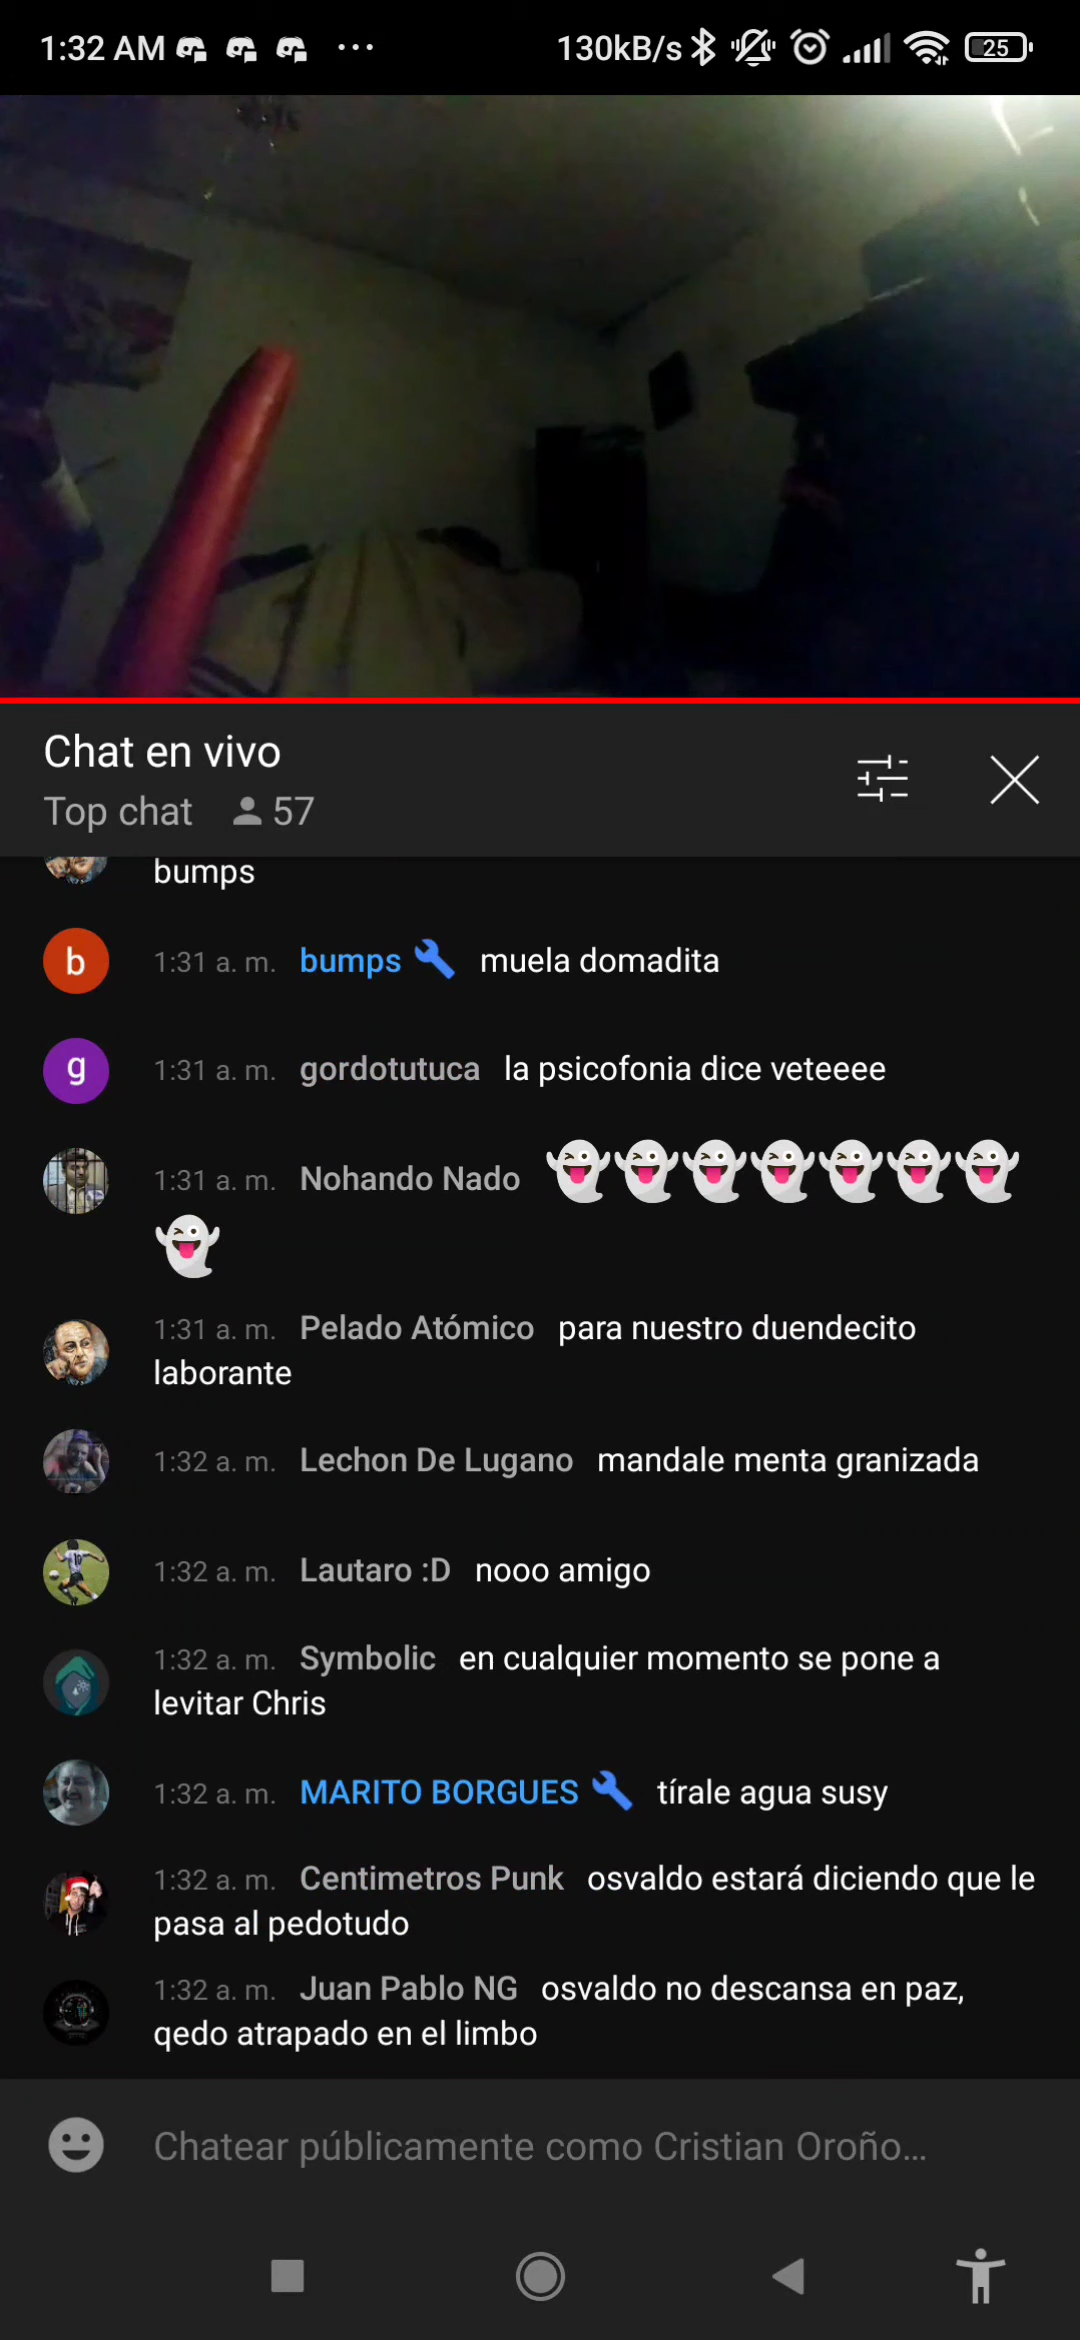 1:32 AM
130kB/s
25
Chat en vivo
Top chat 57
bumps
b
1:31 a. m. bumps muela domadita
g
1:31 a. m. gordotutuca la psicofonia dice veteeee
1:31 a. m. Nohando Nado 👻👻👻👻👻👻👻
👻
1:31 a. m. Pelado Atómico para nuestro duendecito
laborante
1:32 a. m. Lechon De Lugano mandale menta granizada
1:32 a. m. Lautaro :D nooo amigo
1:32 a. m. Symbolic en cualquier momento se pone a
levitar Chris
1:32 a. m. MARITO BORGUES tírale agua susy
1:32 a. m. Centimetros Punk osvaldo estará diciendo que le
pasa al pedotudo
1:32 a. m. Juan Pablo NG osvaldo no descansa en paz,
qedo atrapado en el limbo
Chatear públicamente como Cristian Oroño...